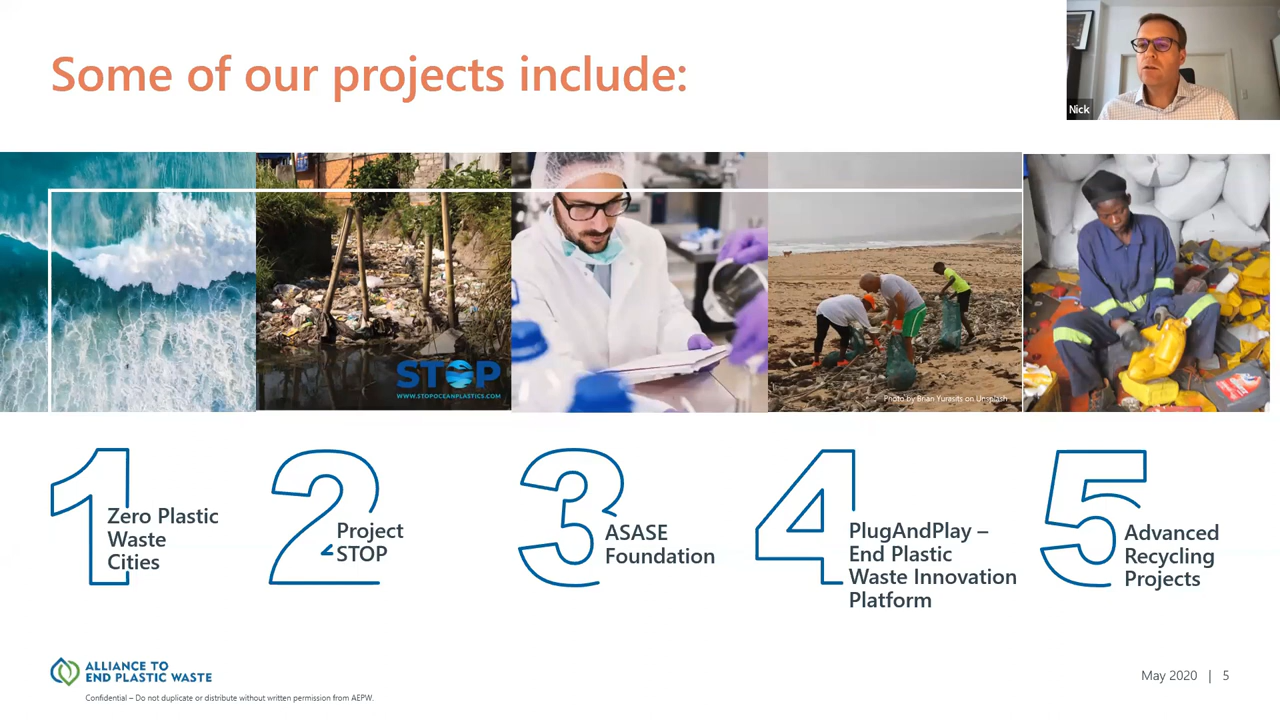 Some of our projects include:
Nick
STOP
WWW.STOPOCEANPLASTICS.COM
Photo by Brian Yurasits on Unsplash
1
Zero Plastic
Waste
Cities
2
Project
STOP
3
ASASE
Foundation
4
PlugAndPlay –
End Plastic
Waste Innovation
Platform
5
Advanced
Recycling
Projects
ALLIANCE TO
END PLASTIC WASTE
Confidential – Do not duplicate or distribute without written permission from AEPW.
May 2020 | 5